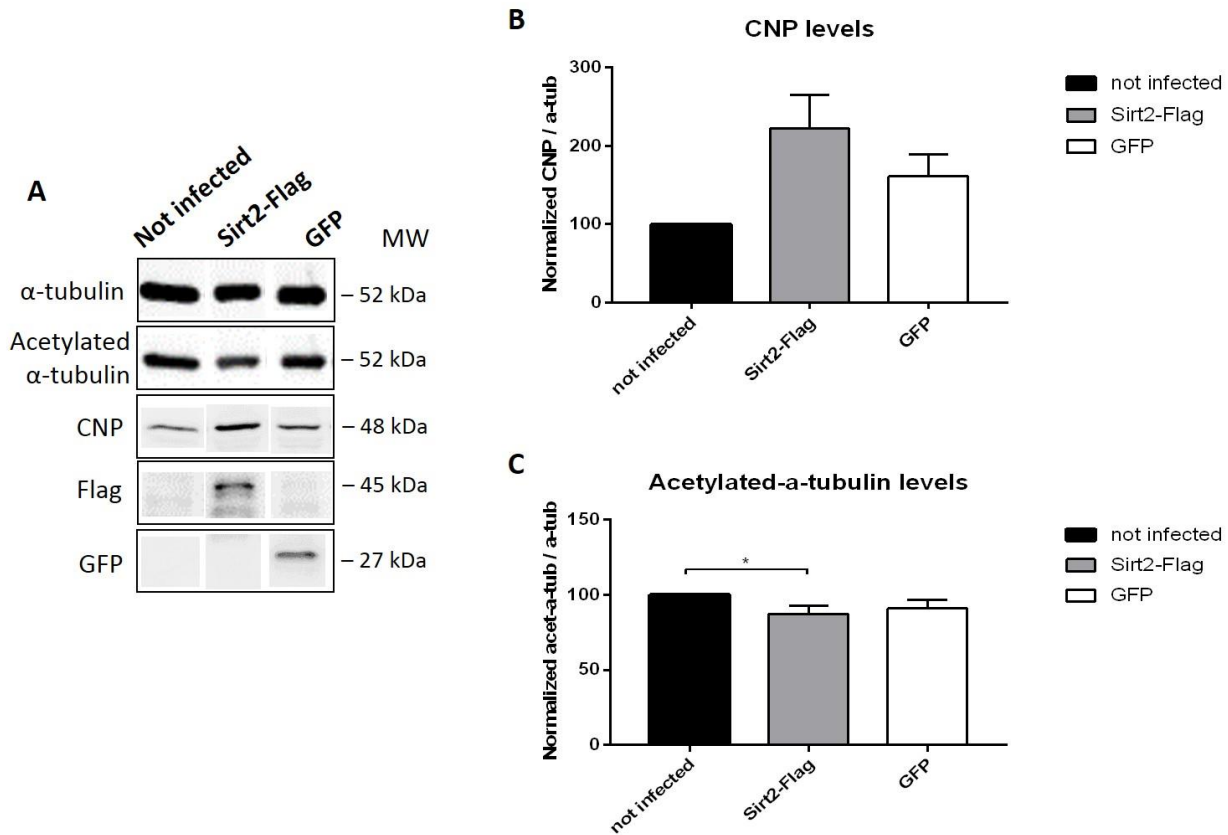 A
Not infected
Sirt2-Flag
GFP
MW
α-tubulin
– 52 kDa
Acetylated
α-tubulin
– 52 kDa
CNP
– 48 kDa
Flag
– 45 kDa
GFP
– 27 kDa
B
CNP levels
Normalized CNP / a-tub
300
200
100
0
not infected
Sirt2-Flag
GFP
not infected
Sirt2-Flag
GFP
C
Acetylated-a-tubulin levels
Normalized acet-a-tub / a-tub
150
100
50
0
*
not infected
Sirt2-Flag
GFP
not infected
Sirt2-Flag
GFP